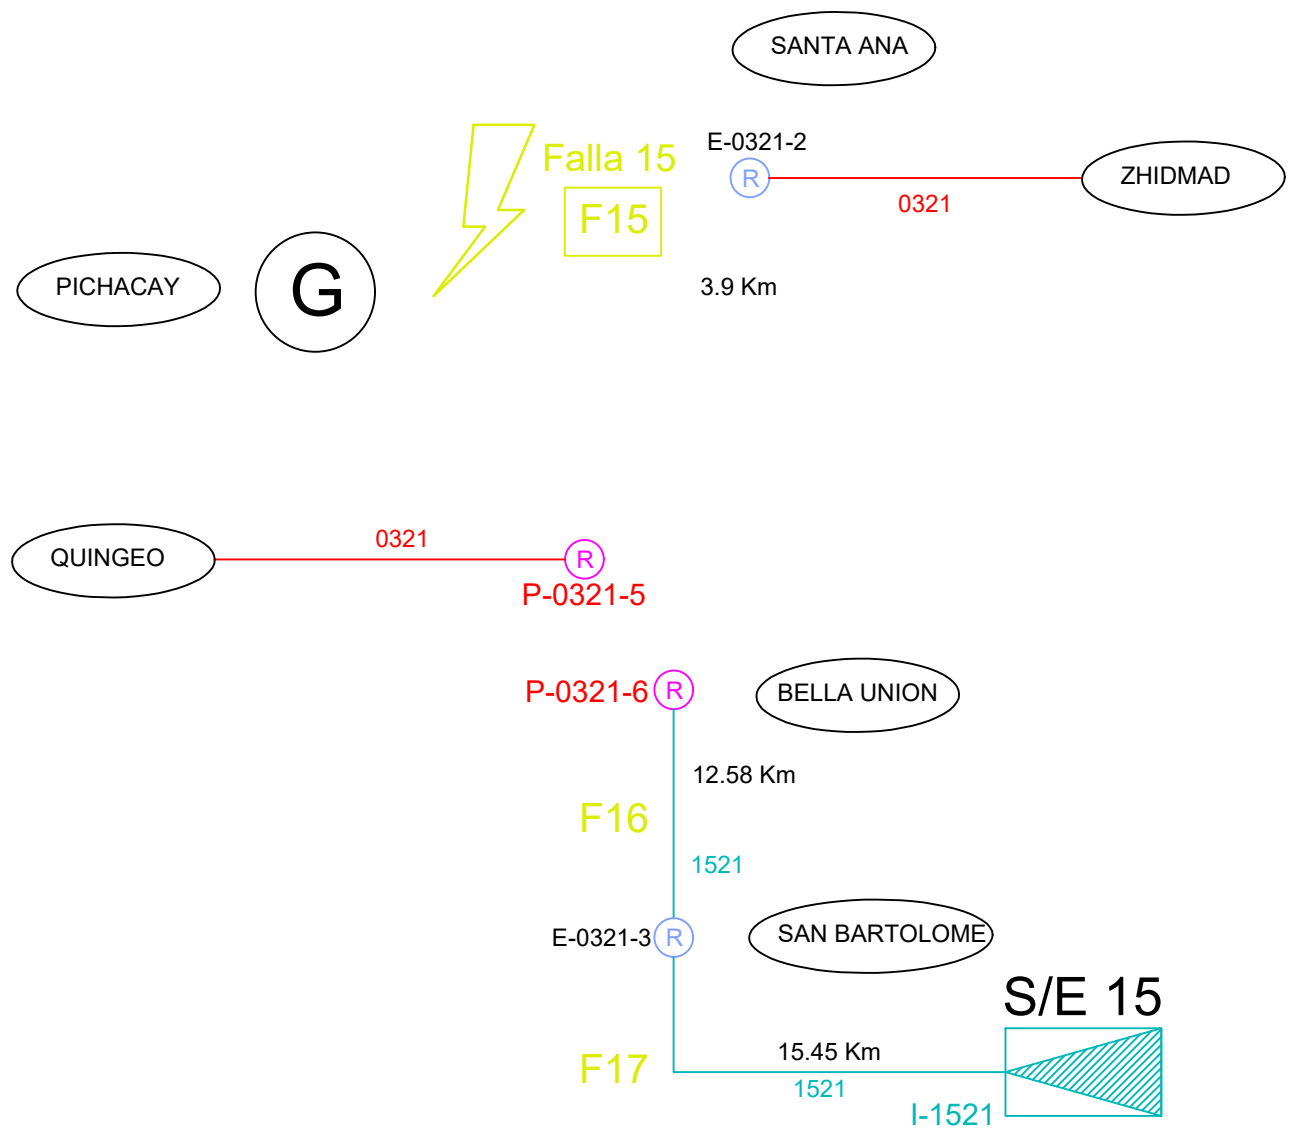 SANTA ANA
Falla 15
E-0321-2
R
ZHIDMAD
0321
F15
PICHACAY
G
3.9 Km
QUINGEO
0321
R
P-0321-5
P-0321-6
R
BELLA UNION
12.58 Km
F16
1521
E-0321-3
R
SAN BARTOLOME
S/E 15
F17
15.45 Km
1521
I-1521